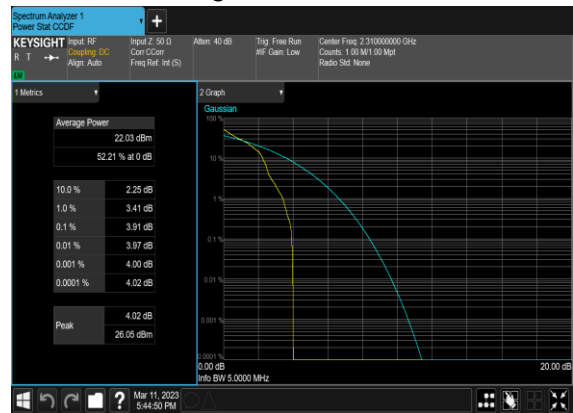 Spectrum Analyzer 1
Power Stat CCDF
+
KEYSIGHT Input: RF Input Z: 50 Ω Atten: 40 dB Trig: Free Run Center Freq: 2.310000000 GHz
R T Coupling: DC Corr CCorr #IF Gain: Low Counts: 1.00 M/1.00 Mpt
Align: Auto Freq Ref: Int (S) Radio Std: None
1 Metrics
Average Power
22.03 dBm
52.21 % at 0 dB
10.0 % 2.25 dB
1.0 % 3.41 dB
0.1 % 3.91 dB
0.01 % 3.97 dB
0.001 % 4.00 dB
0.0001 % 4.02 dB
Peak 4.02 dB
26.05 dBm
2 Graph
Gaussian
100 %
10 %
1 %
0.1 %
0.01 %
0.001 %
0.0001 %
0.00 dB 20.00 dB
Info BW 5.0000 MHz
? Mar 11, 2023
5:44:50 PM